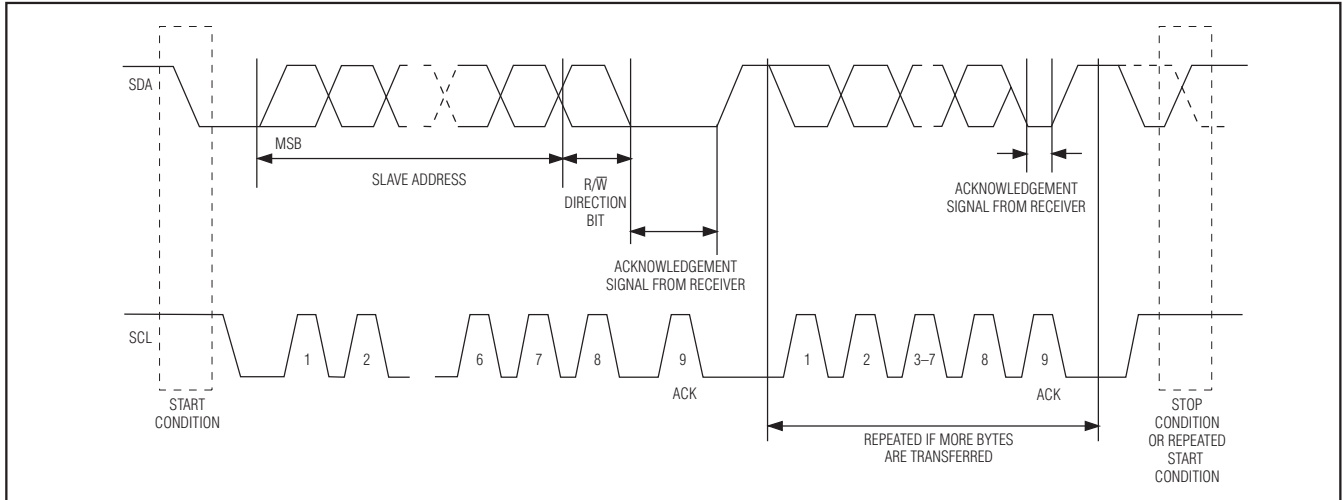 SDA
MSB
SLAVE ADDRESS
R/W̅
DIRECTION
BIT
ACKNOWLEDGEMENT
SIGNAL FROM RECEIVER
ACKNOWLEDGEMENT
SIGNAL FROM RECEIVER
SCL
1 2 6 7 8 9 1 2 3–7 8 9
ACK
ACK
START
CONDITION
REPEATED IF MORE BYTES
ARE TRANSFERRED
STOP
CONDITION
OR REPEATED
START
CONDITION